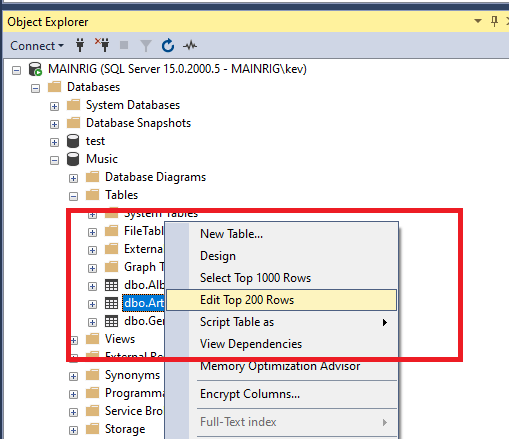 Object Explorer
Connect
MAINRIG (SQL Server 15.0.2000.5 - MAINRIG\kev)
Databases
System Databases
Database Snapshots
test
Music
Database Diagrams
Tables
System Tables
FileTabl
External
Graph T
dbo.Alb
dbo.Art
dbo.Ger
Views
External Re
Synonyms
Programma
Service Bro
Storage
New Table...
Design
Select Top 1000 Rows
Edit Top 200 Rows
Script Table as
View Dependencies
Memory Optimization Advisor
Encrypt Columns...
Full-Text index